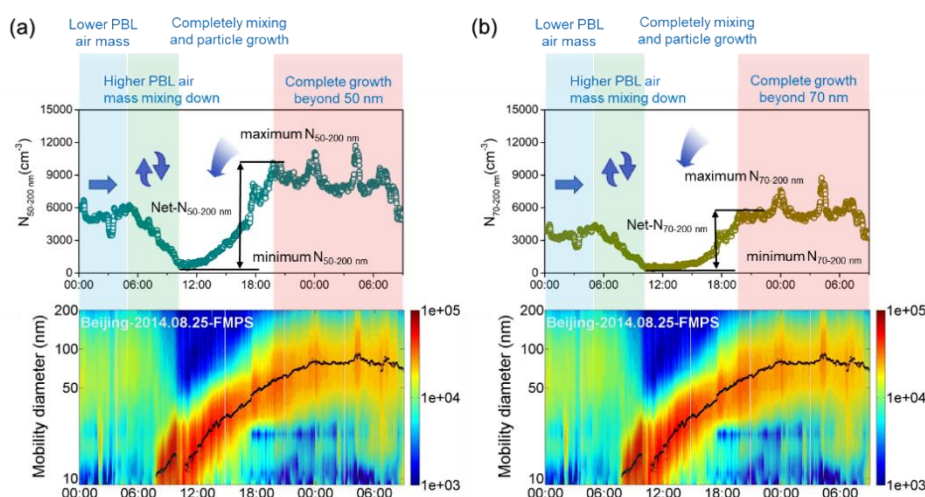 (a)
Lower PBL
air mass
Completely mixing
and particle growth
Higher PBL air
mass mixing down
Complete growth
beyond 50 nm
15000
12000
9000
6000
3000
0
N50-200 nm(cm-3)
maximum N50-200 nm
Net-N50-200 nm
minimum N50-200 nm
00:00 06:00 12:00 18:00 00:00 06:00
Beijing-2014.08.25-FMPS
200
100
50
10
Mobility diameter (nm)
1e+05
1e+04
1e+03
00:00 06:00 12:00 18:00 00:00 06:00
(b)
Lower PBL
air mass
Completely mixing
and particle growth
Higher PBL air
mass mixing down
Complete growth
beyond 70 nm
15000
12000
9000
6000
3000
0
N70-200 nm(cm-3)
maximum N70-200 nm
Net-N70-200 nm
minimum N70-200 nm
00:00 06:00 12:00 18:00 00:00 06:00
Beijing-2014.08.25-FMPS
200
100
50
10
Mobility diameter (nm)
1e+05
1e+04
1e+03
00:00 06:00 12:00 18:00 00:00 06:00